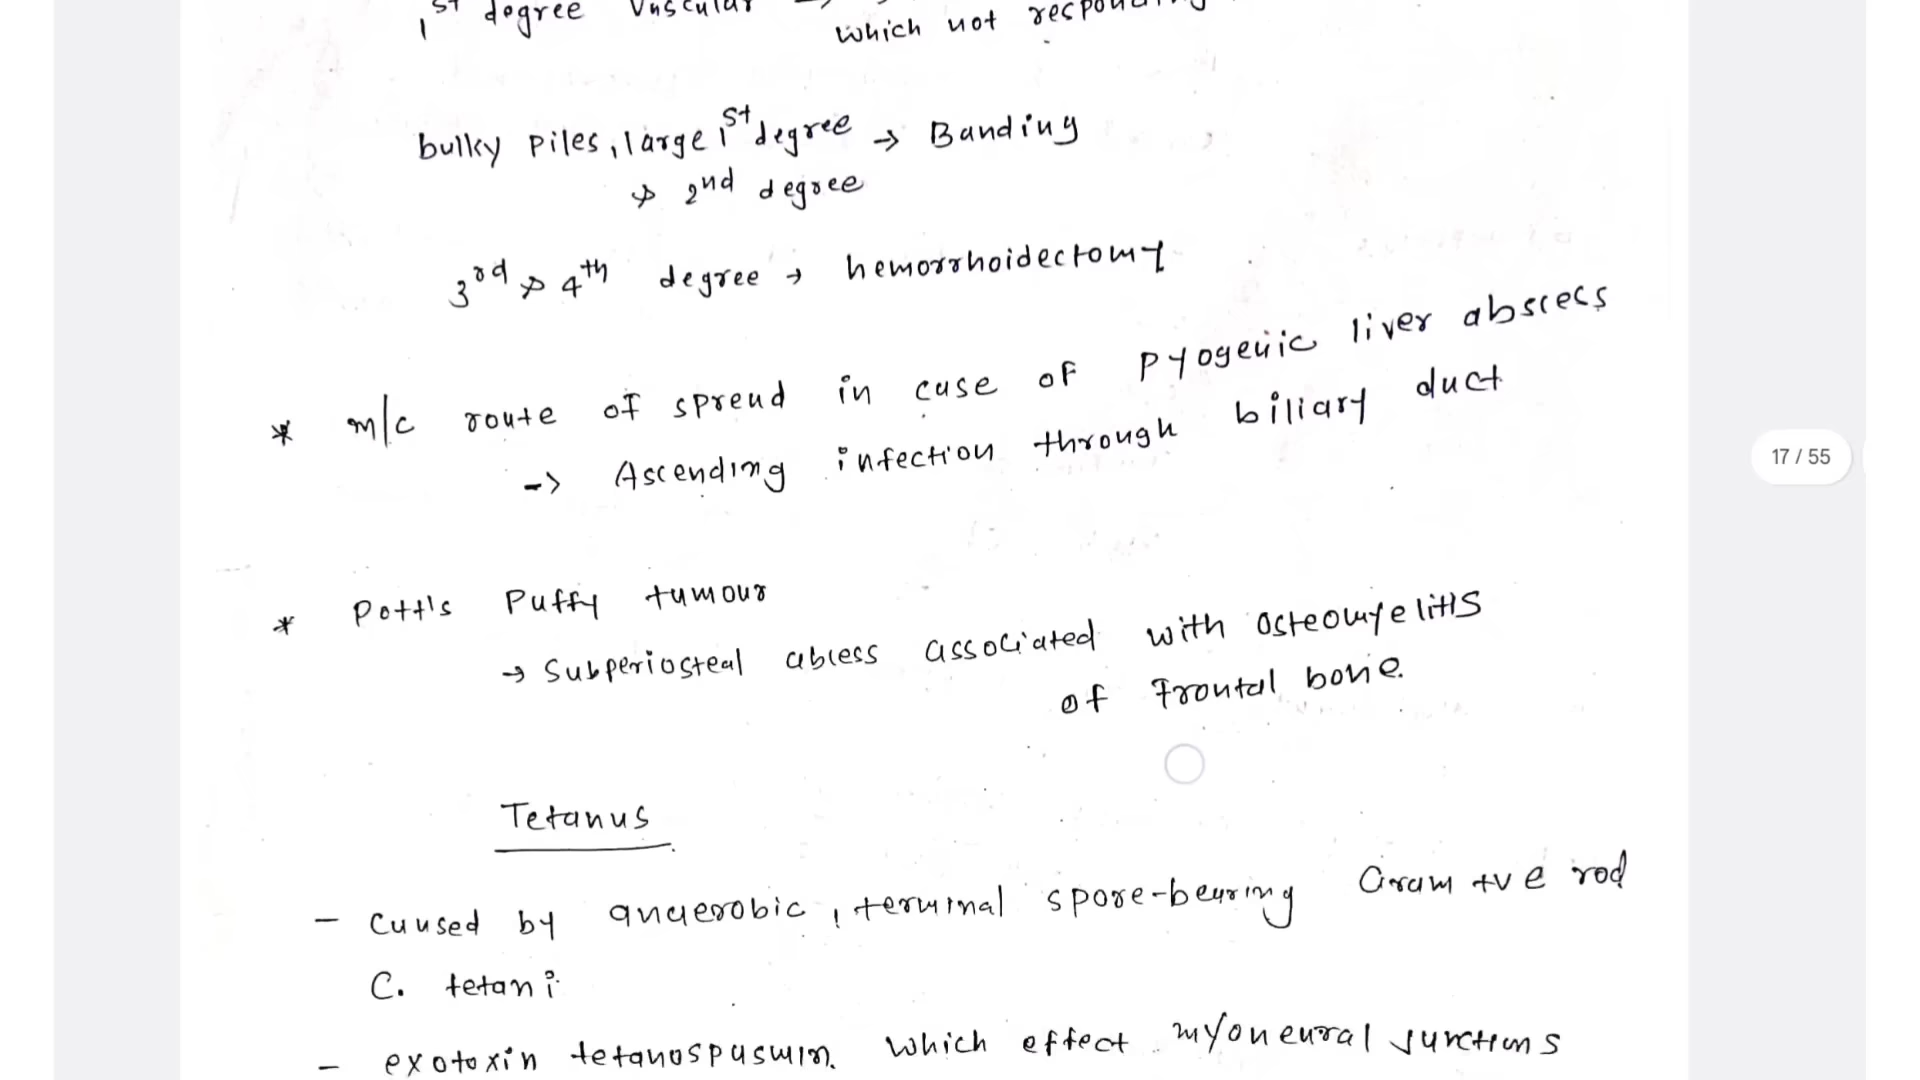 1st degree vascular →
which not responding
bulky piles, large 1st degree → Banding
& 2nd degree
3rd & 4th degree → hemorrhoidectomy
* m/c route of spread in case of pyogenic liver abscess
-> Ascending infection through biliary duct
17 / 55
* Pott's Puffy tumour
→ Subperiosteal abcess associated with osteomyelitis
of Frontal bone.
Tetanus
- Caused by anaerobic, terminal spore-bearing Gram +ve rod
C. tetani
- exotoxin tetanospasmin. which effect myoneural junctions